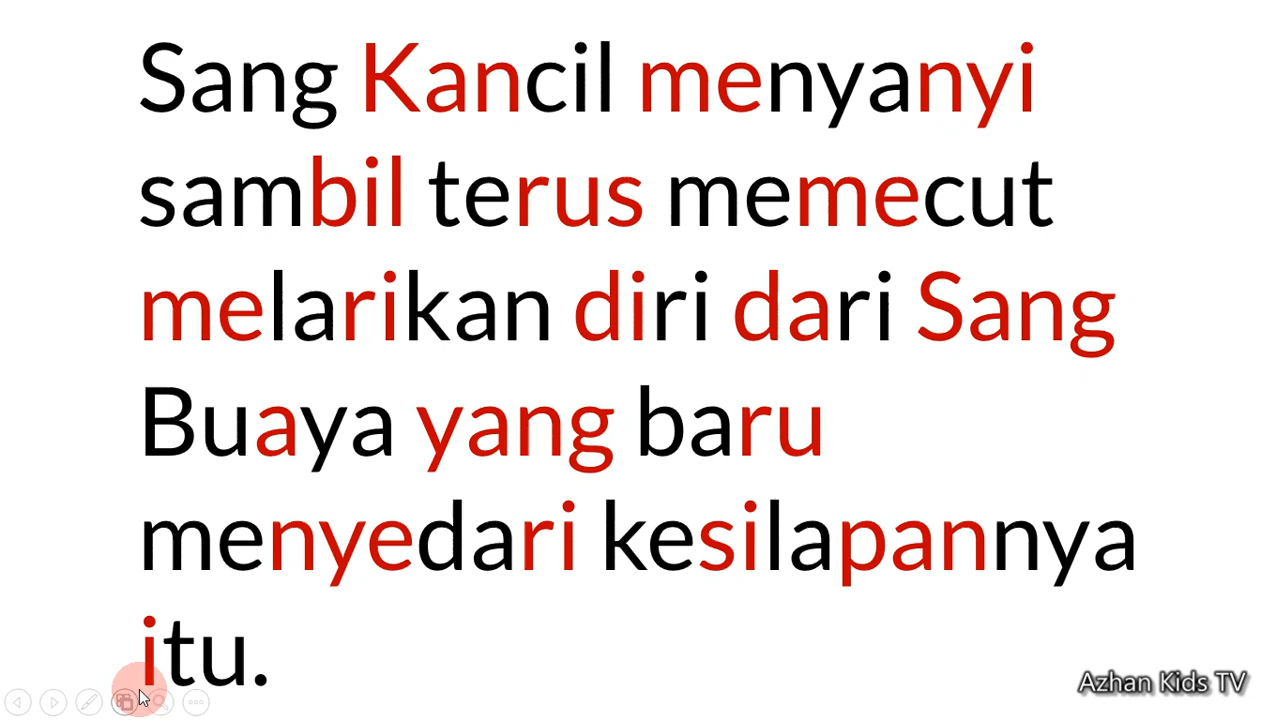 Sang Kancil menyanyi
sambil terus memecut
melarikan diri dari Sang
Buaya yang baru
menyedari kesilapannya
itu.
Azhan Kids TV